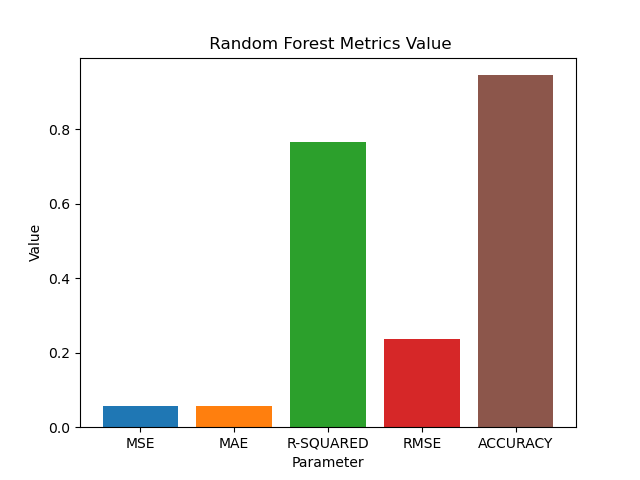 Random Forest Metrics Value
Value
0.8
0.6
0.4
0.2
0.0
MSE MAE R-SQUARED RMSE ACCURACY
Parameter